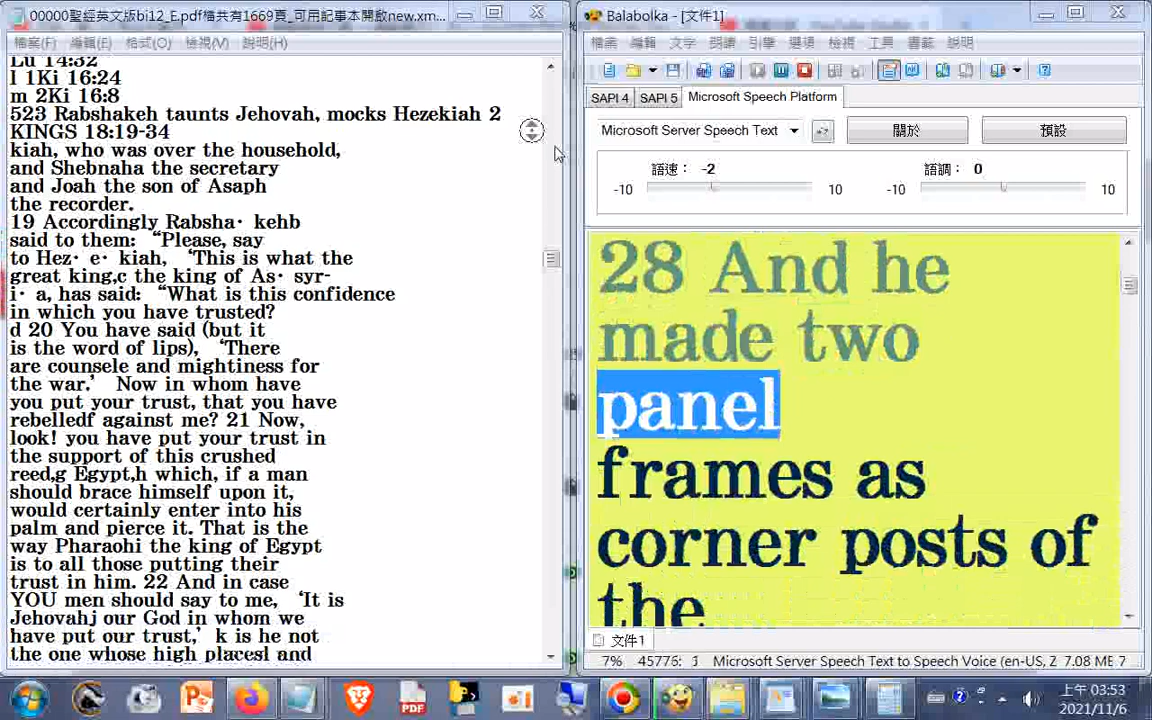 00000聖經英文版bi12_E.pdf檔共有1669頁_可用記事本開啟new.xm...
檔案(F) 編輯(E) 格式(O) 檢視(V) 說明(H)
Lu 14:32
l 1Ki 16:24
m 2Ki 16:8
523 Rabshakeh taunts Jehovah, mocks Hezekiah 2
KINGS 18:19-34
kiah, who was over the household,
and Shebnaha the secretary
and Joah the son of Asaph
the recorder.
19 Accordingly Rabsha· kehb
said to them: “Please, say
to Hez· e· kiah, ‘This is what the
great king,c the king of As· syr-
i· a, has said: “What is this confidence
in which you have trusted?
d 20 You have said (but it
is the word of lips), ‘There
are counsele and mightiness for
the war.’ Now in whom have
you put your trust, that you have
rebelledf against me? 21 Now,
look! you have put your trust in
the support of this crushed
reed,g Egypt,h which, if a man
should brace himself upon it,
would certainly enter into his
palm and pierce it. That is the
way Pharaohi the king of Egypt
is to all those putting their
trust in him. 22 And in case
YOU men should say to me, ‘It is
Jehovahj our God in whom we
have put our trust,’ k is he not
the one whose high placesl and
Balabolka - [文件1]
檔案 編輯 文字 朗讀 引擎 選項 檢視 工具 書籤 說明
SAPI 4 SAPI 5 Microsoft Speech Platform
Microsoft Server Speech Text 關於 預設
語速： -2 語調： 0
-10 10 -10 10
28 And he
made two
panel
frames as
corner posts of
the
文件1
7% 45776: 1 Microsoft Server Speech Text to Speech Voice (en-US, Z 7.08 ME 7
PDF
上午 03:53
2021/11/6